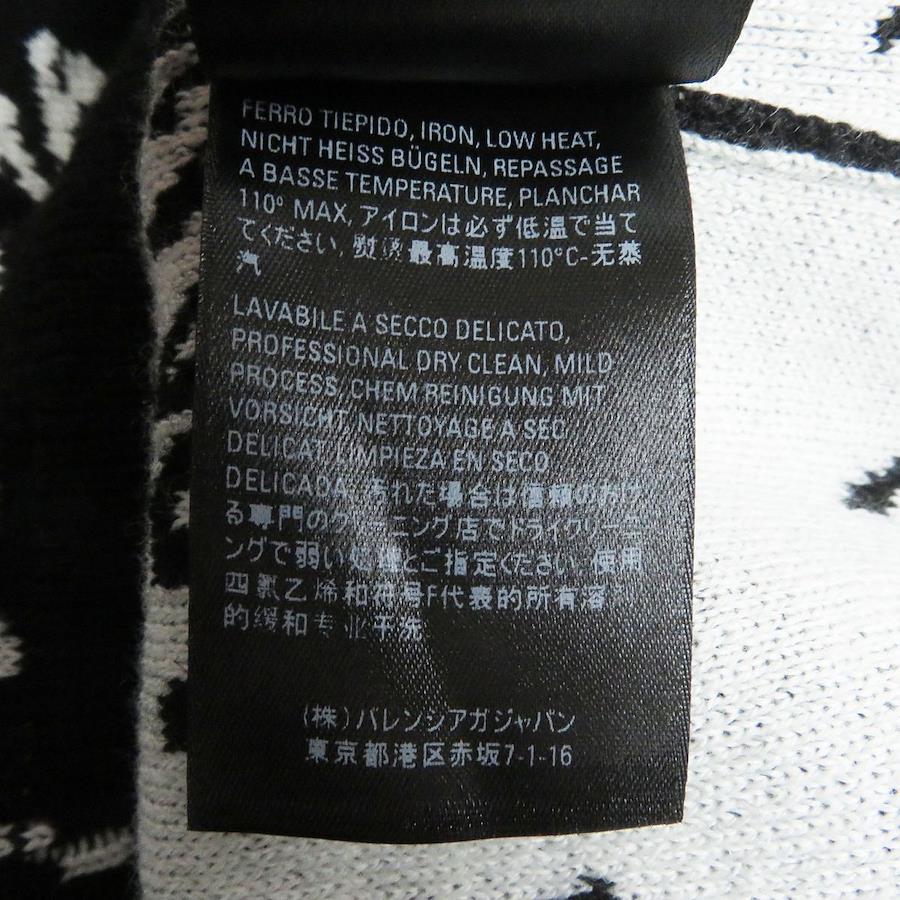 FERRO TIEPIDO, IRON, LOW HEAT,
NICHT HEISS BÜGELN, REPASSAGE
A BASSE TEMPERATURE, PLANCHAR
110º MAX, アイロンは必ず低温で当て
てください, 熨烫最高温度110°C-无蒸
汽
LAVABILE A SECCO DELICATO,
PROFESSIONAL DRY CLEAN, MILD
PROCESS, CHEM REINIGUNG MIT
VORSICHT, NETTOYAGE A SEC
DELICAT, LIMPIEZA EN SECO
DELICADA, 汚れた場合は信頼のおけ
る専門のクリーニング店でドライクリーニ
ングで弱い処理とご指定ください, 使用
四氯乙烯和符号F代表的所有溶剂
的缓和专业干洗
(株)バレンシアガジャパン
東京都港区赤坂7-1-16